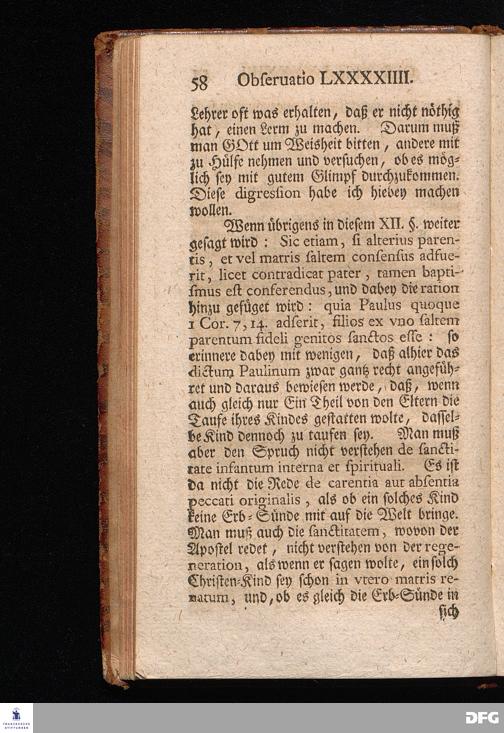 58 Obſeruatio LXXXXIIII.
Lehrer oft was erhalten, daß er nicht nöthig
hat, einen Lerm zu machen. Darum muß
man GOtt um Weisheit bitten, andere mit
zu Hülfe nehmen und verſuchen, ob es mög-
lich ſey mit gutem Glimpf durchzukommen.
Dieſe digreſſion habe ich hiebey machen
wollen.
Wenn übrigens in dieſem XII. §. weiter
geſagt wird: Sic etiam, ſi alterius paren-
tis, et vel matris ſaltem conſenſus adfue-
rit, licet contradicat pater, tamen bapti-
ſmus eſt conferendus, und dabey die ration
hinzu gefüget wird: quia Paulus quoque
1 Cor. 7, 14. adſerit, filios ex vno ſaltem
parentum fideli genitos ſanctos eſſe: ſo
erinnere dabey mit wenigen, daß alhier das
dictum Paulinum zwar gantz recht angefüh-
ret und daraus bewieſen werde, daß, wenn
auch gleich nur Ein Theil von den Eltern die
Taufe ihres Kindes geſtatten wolte, daſſel-
be Kind dennoch zu taufen ſey. Man muß
aber den Spruch nicht verſtehen de ſancti-
tate infantum interna et ſpirituali. Es iſt
da nicht die Rede de carentia aut abſentia
peccati originalis, als ob ein ſolches Kind
keine Erb-Sünde mit auf die Welt bringe.
Man muß auch die ſanctitatem, wovon der
Apoſtel redet, nicht verſtehen von der rege-
neration, als wenn er ſagen wolte, ein ſolch
Chriſten-Kind ſey ſchon in vtero matris re-
natum, und, ob es gleich die Erb-Sünde in
ſich
FRANCKESCHE
STIFTUNGEN
DFG